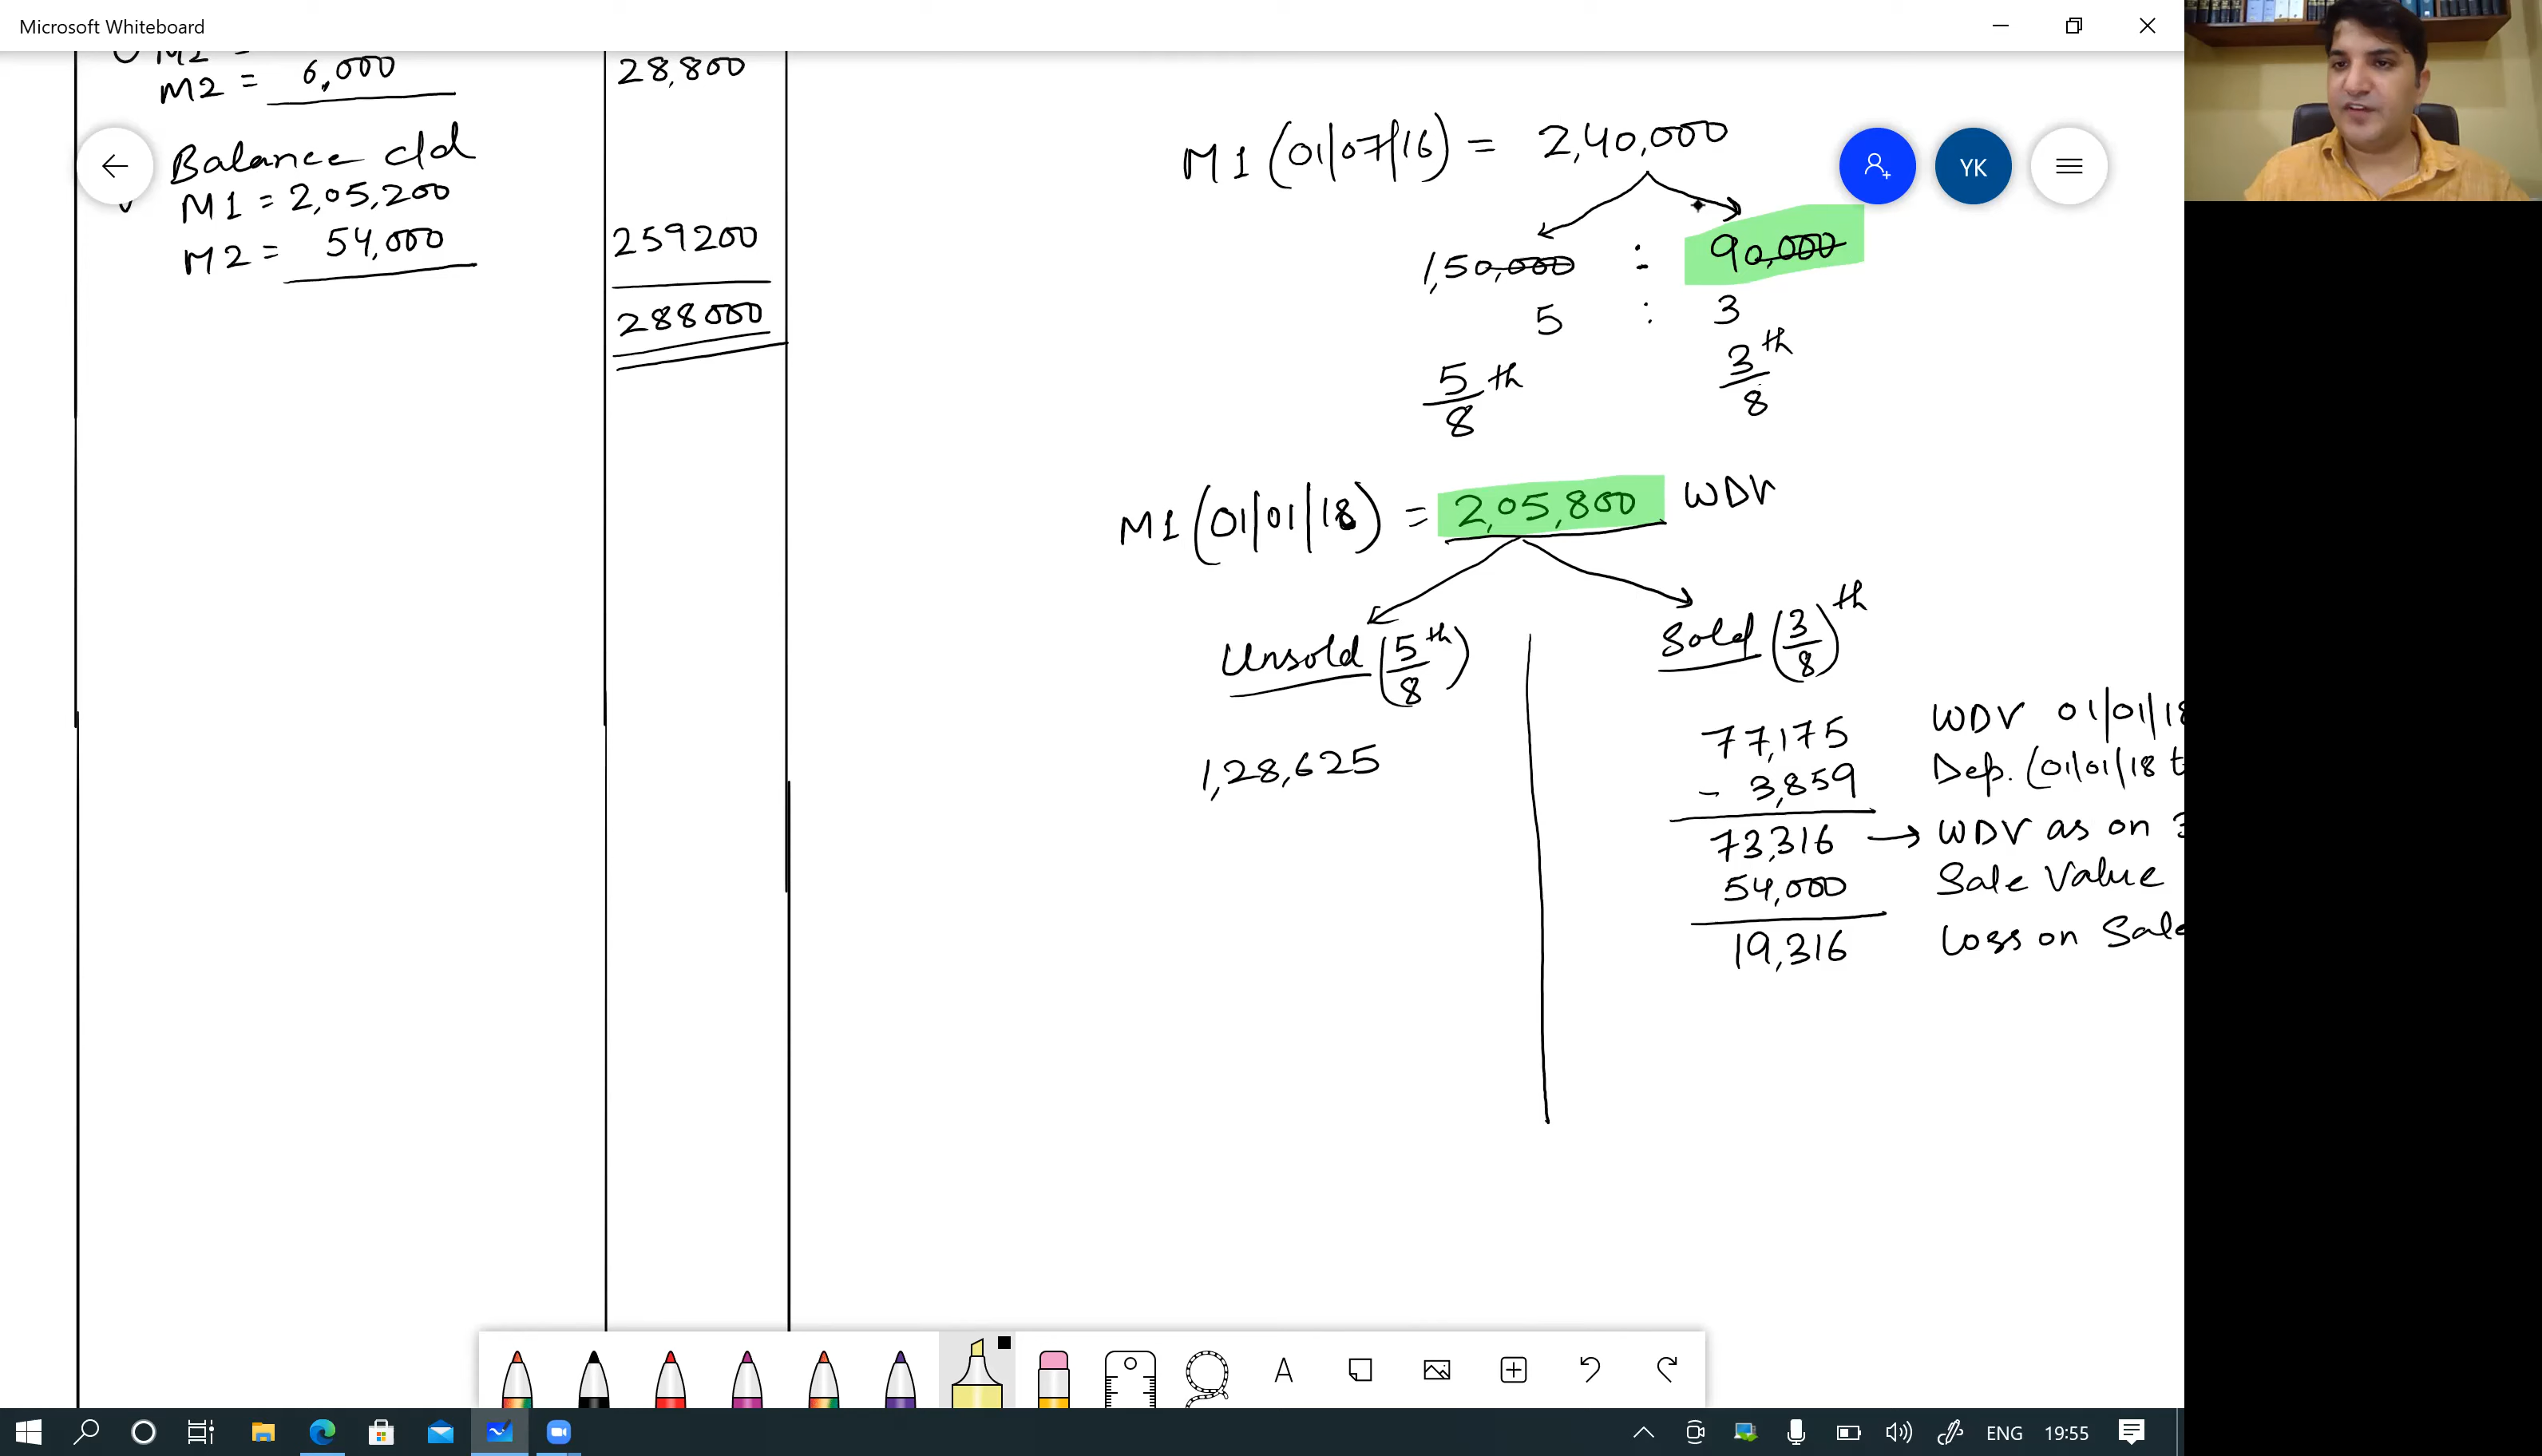 Microsoft Whiteboard
M2 =
M2 = 6,000
28,800
Balance c/d
M1 = 2,05,200
M2 = 54,000
259200
288000
M1 (01/07/16) = 2,40,000
1,50,000 : 90,000
5 : 3
5/8 th
3/8 th
M1 (01/01/18) = 2,05,800 WDV
Unsold (5/8 th)
Sold (3/8) th
1,28,625
77,175 WDV 01/01/18
- 3,859 Dep. (01/01/18 t
73,316 → WDV as on 3
54,000 Sale Value
19,316 Loss on Sale
YK
A
ENG
19:55